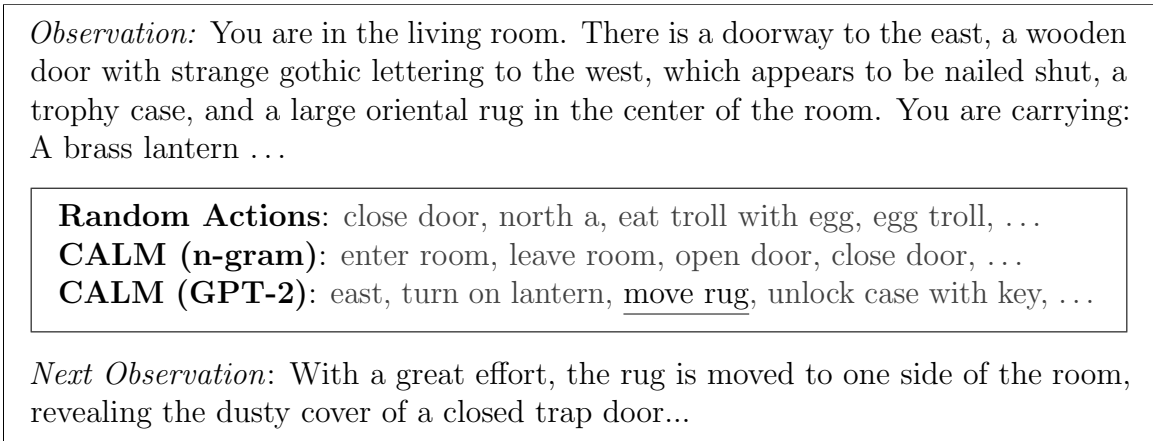 Observation: You are in the living room. There is a doorway to the east, a wooden
door with strange gothic lettering to the west, which appears to be nailed shut, a
trophy case, and a large oriental rug in the center of the room. You are carrying:
A brass lantern . . .
Random Actions: close door, north a, eat troll with egg, egg troll, . . .
CALM (n-gram): enter room, leave room, open door, close door, . . .
CALM (GPT-2): east, turn on lantern, move rug, unlock case with key, . . .
Next Observation: With a great effort, the rug is moved to one side of the room,
revealing the dusty cover of a closed trap door...